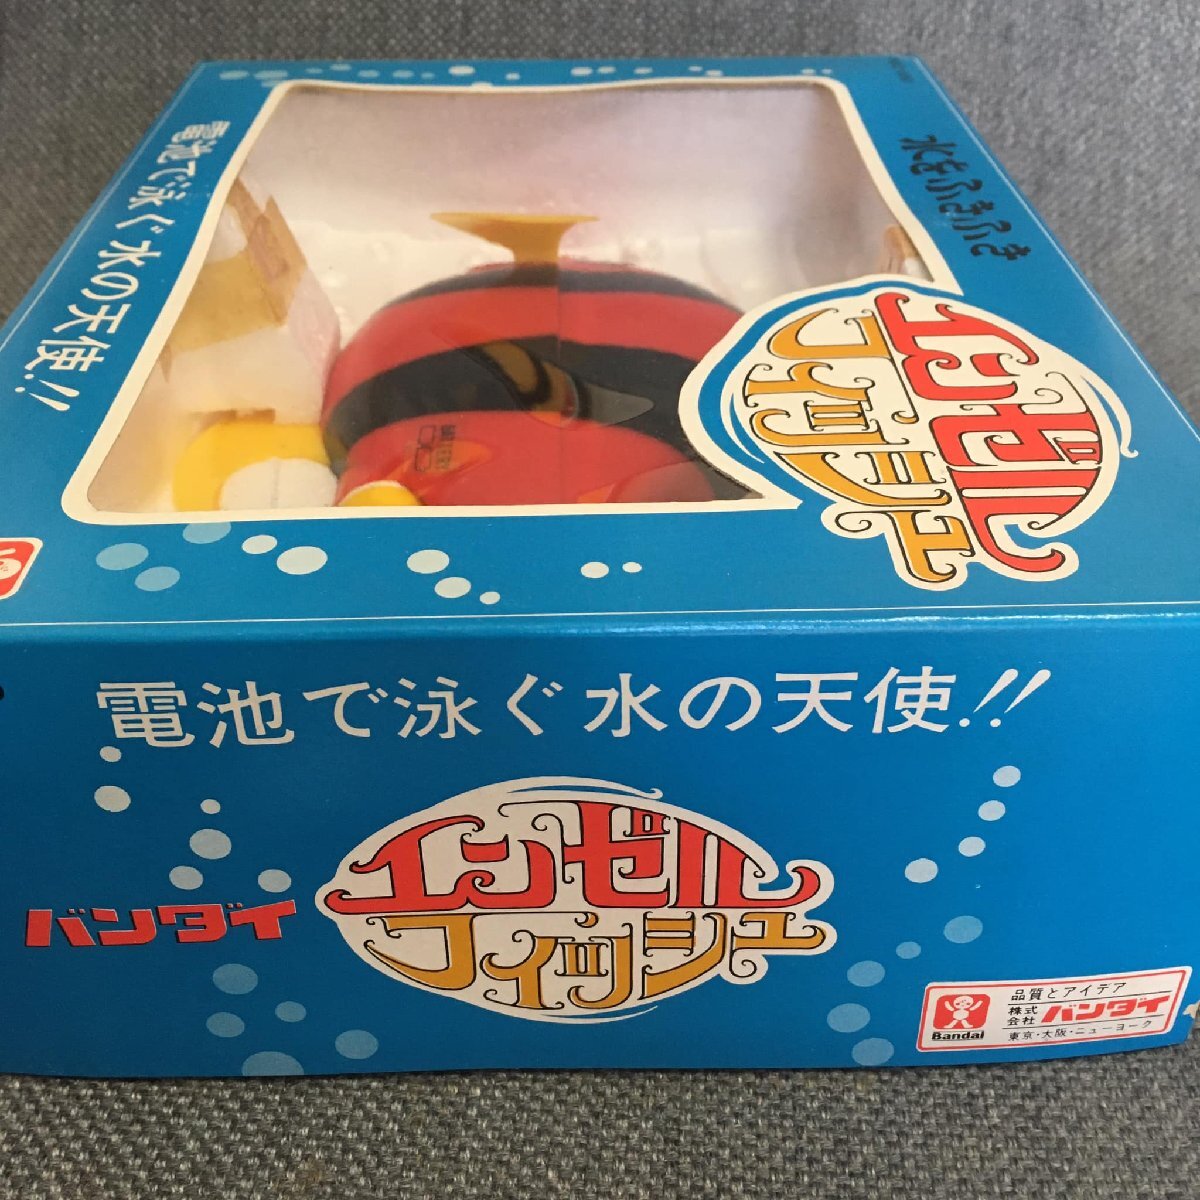 水をふきふき
電池で泳ぐ水の天使!!
エンゼル
フィッシュ
BATTERY
電池で泳ぐ水の天使!!
エンゼル
フィッシュ
バンダイ
Bandai
品質とアイデア
株式会社 バンダイ
東京・大阪・ニューヨーク